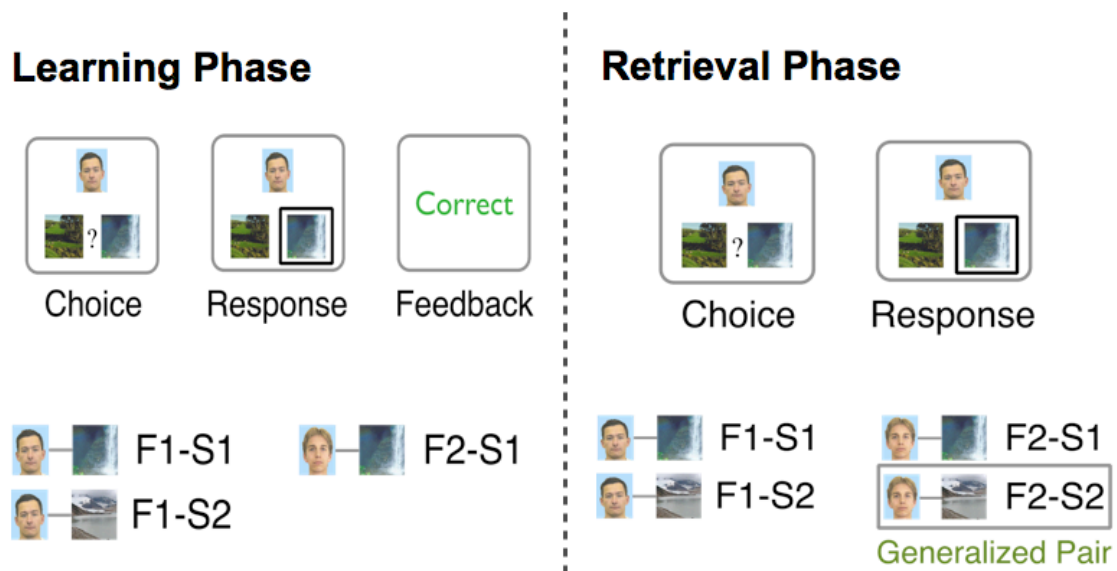 Learning Phase
?
Correct
Choice
Response
Feedback
F1-S1
F2-S1
F1-S2
Retrieval Phase
?
Choice
Response
F1-S1
F2-S1
F1-S2
F2-S2
Generalized Pair